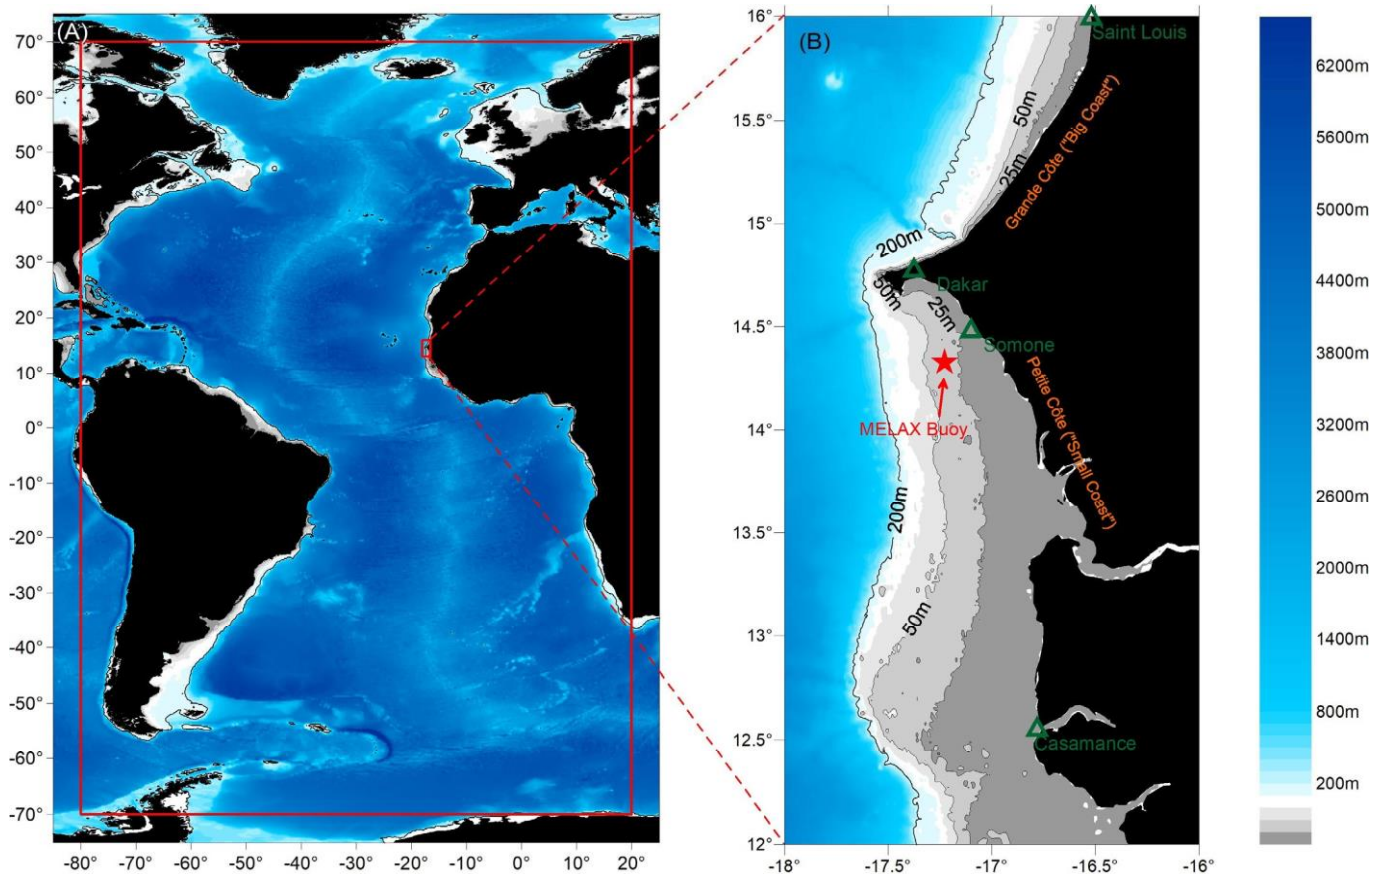 (A)
70°
60°
50°
40°
30°
20°
10°
0°
-10°
-20°
-30°
-40°
-50°
-60°
-70°
-80° -70° -60° -50° -40° -30° -20° -10° 0° 10° 20°
(B)
16°
15.5°
15°
14.5°
14°
13.5°
13°
12.5°
12°
-18° -17.5° -17° -16.5° -16°
Saint Louis
50m
25m
Grande Côte ("Big Coast")
200m
Dakar
50m
25m
Somone
MELAX Buoy
Petite Côte ("Small Coast")
200m
50m
Casamance
6200m
5600m
5000m
4400m
3800m
3200m
2600m
2000m
1400m
800m
200m